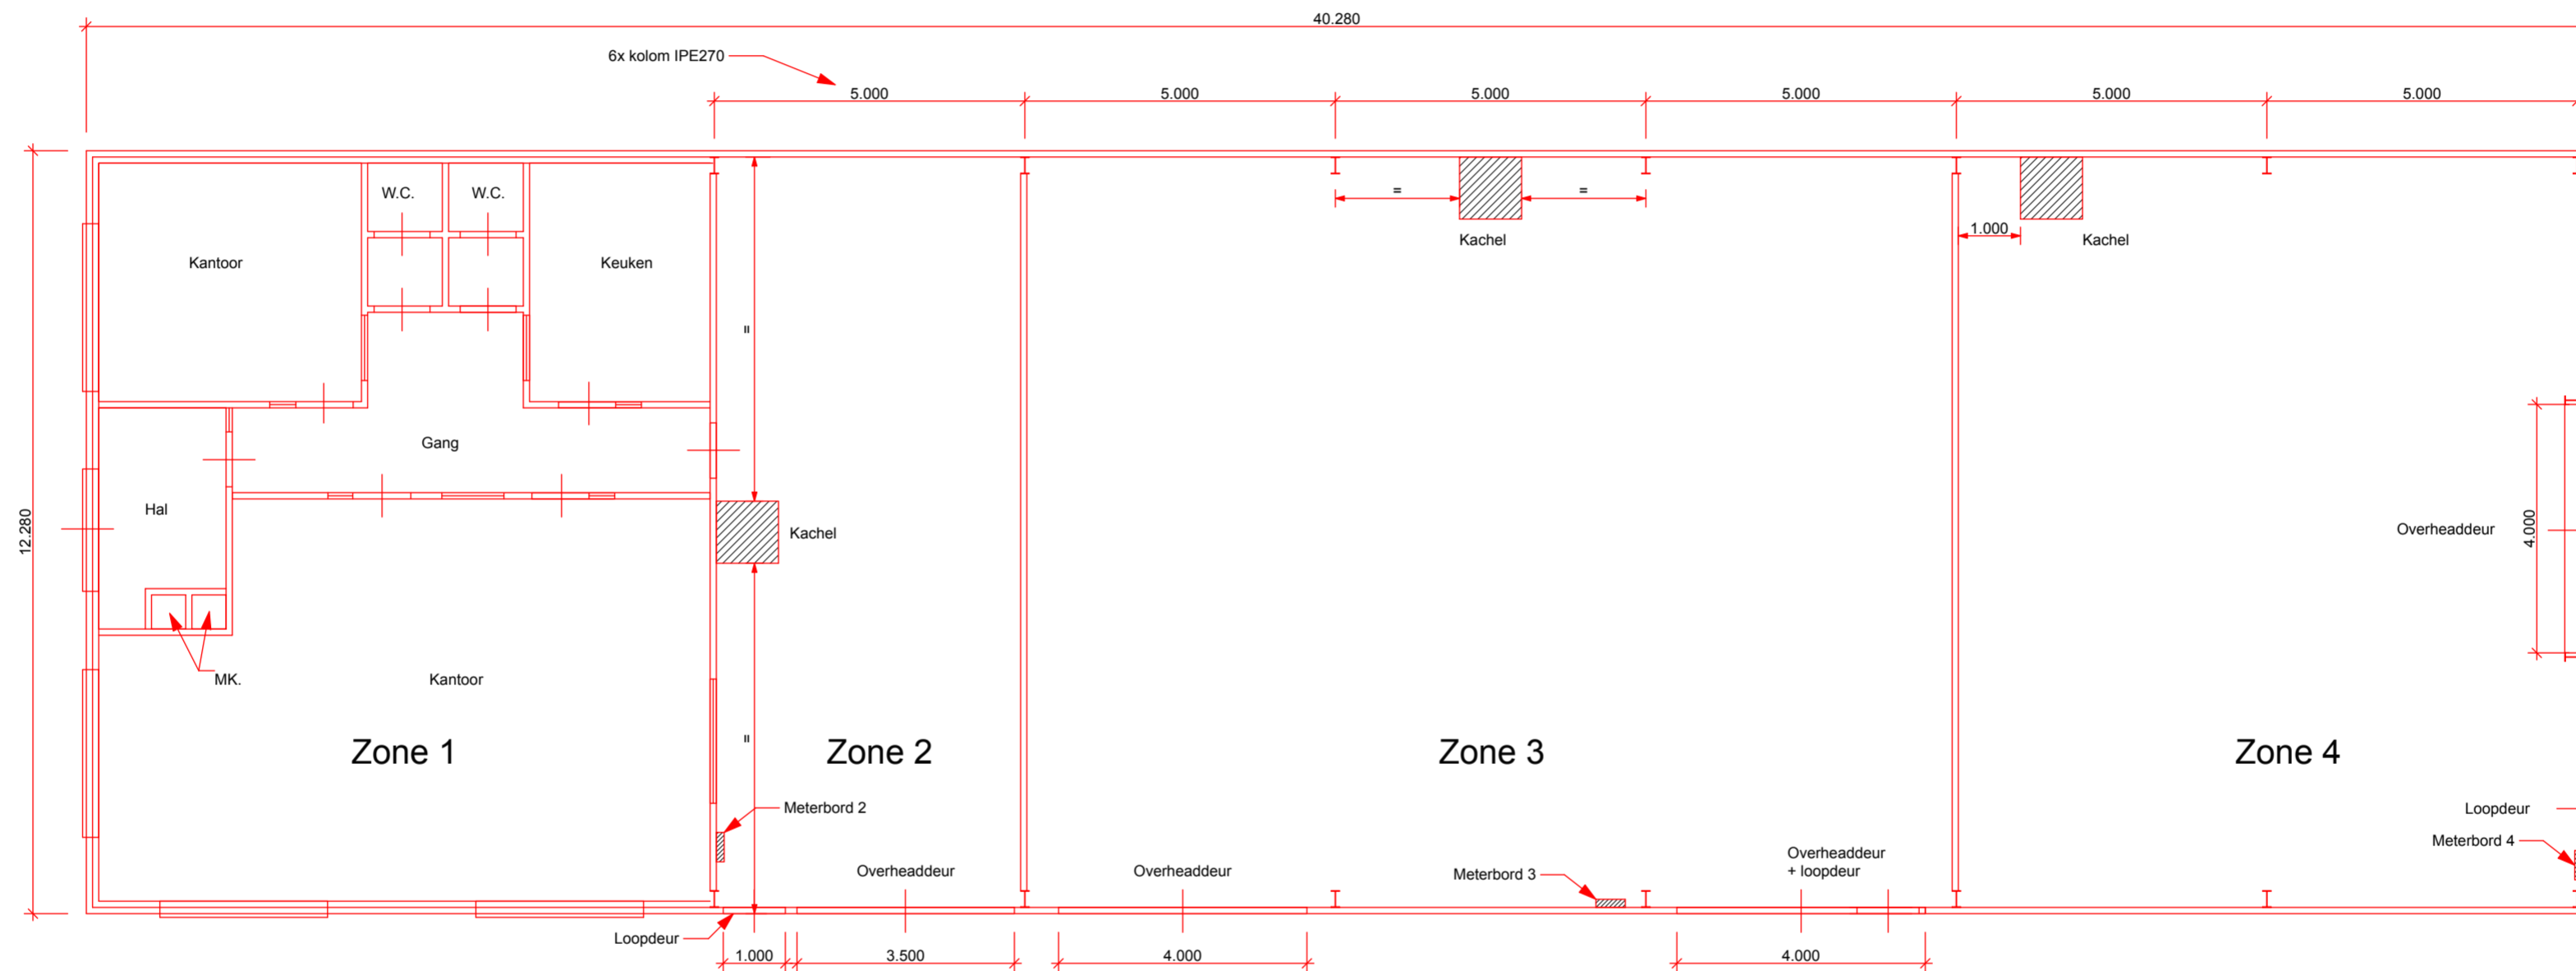 40.280
6x kolom IPE270
5.000
5.000
5.000
5.000
5.000
5.000
W.C.
W.C.
=
=
Kachel
1.000
Kachel
Kantoor
Keuken
=
Gang
Hal
12.280
Kachel
Overheaddeur
4.000
MK.
Kantoor
Zone 1
=
Zone 2
Zone 3
Zone 4
Meterbord 2
Loopdeur
Meterbord 4
Overheaddeur
Overheaddeur
Meterbord 3
Overheaddeur
+ loopdeur
Loopdeur
1.000
3.500
4.000
4.000